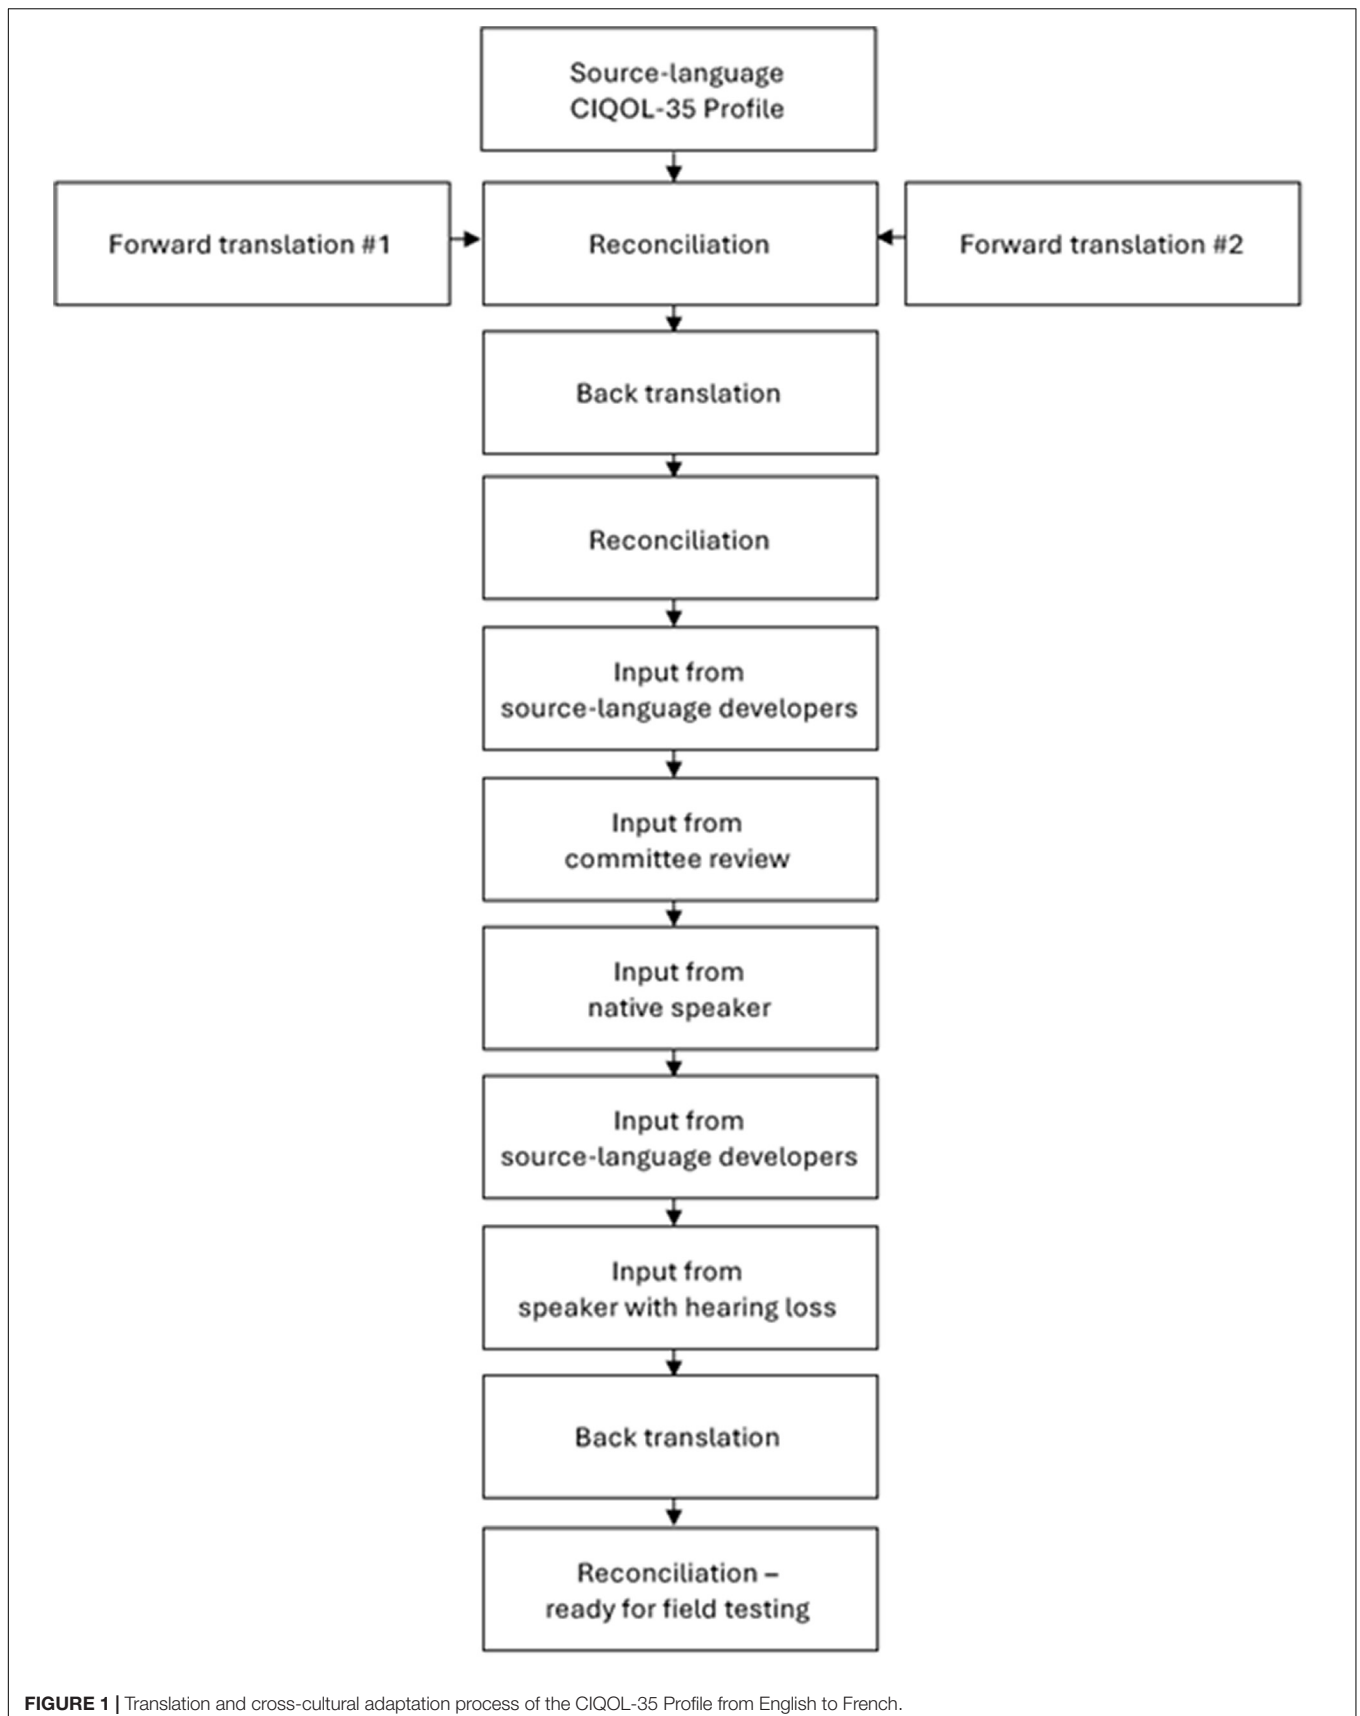 Source-language
CIQOL-35 Profile
Forward translation #1
Reconciliation
Forward translation #2
Back translation
Reconciliation
Input from
source-language developers
Input from
committee review
Input from
native speaker
Input from
source-language developers
Input from
speaker with hearing loss
Back translation
Reconciliation –
ready for field testing
FIGURE 1 | Translation and cross-cultural adaptation process of the CIQOL-35 Profile from English to French.